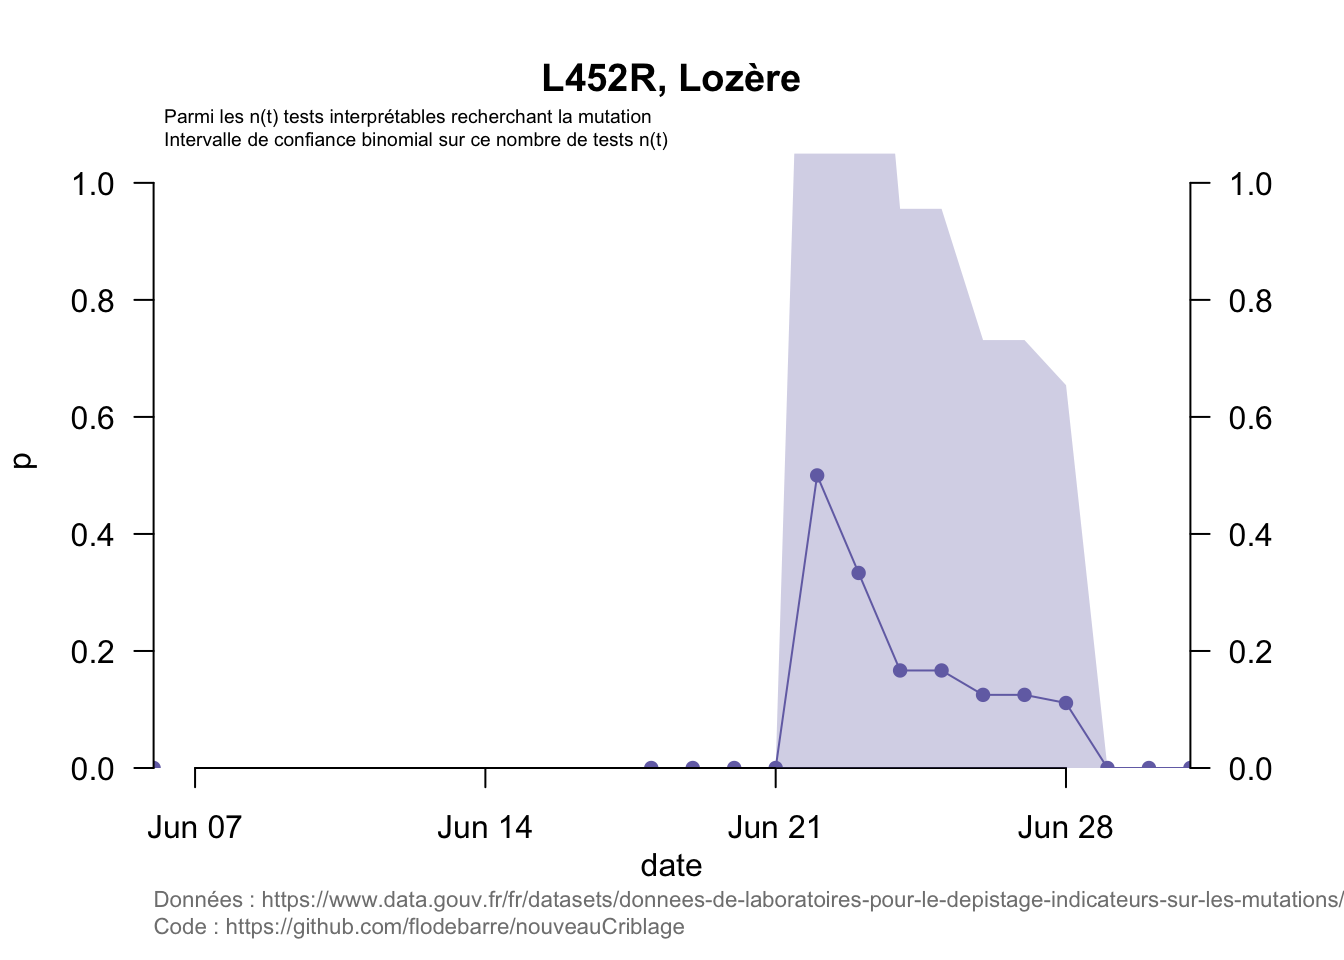 L452R, Lozère
Parmi les n(t) tests interprétables recherchant la mutation
Intervalle de confiance binomial sur ce nombre de tests n(t)
1.0
0.8
0.6
0.4
0.2
0.0
p
1.0
0.8
0.6
0.4
0.2
0.0
Jun 07 Jun 14 Jun 21 Jun 28
date
Données : https://www.data.gouv.fr/fr/datasets/donnees-de-laboratoires-pour-le-depistage-indicateurs-sur-les-mutations/
Code : https://github.com/flodebarre/nouveauCriblage